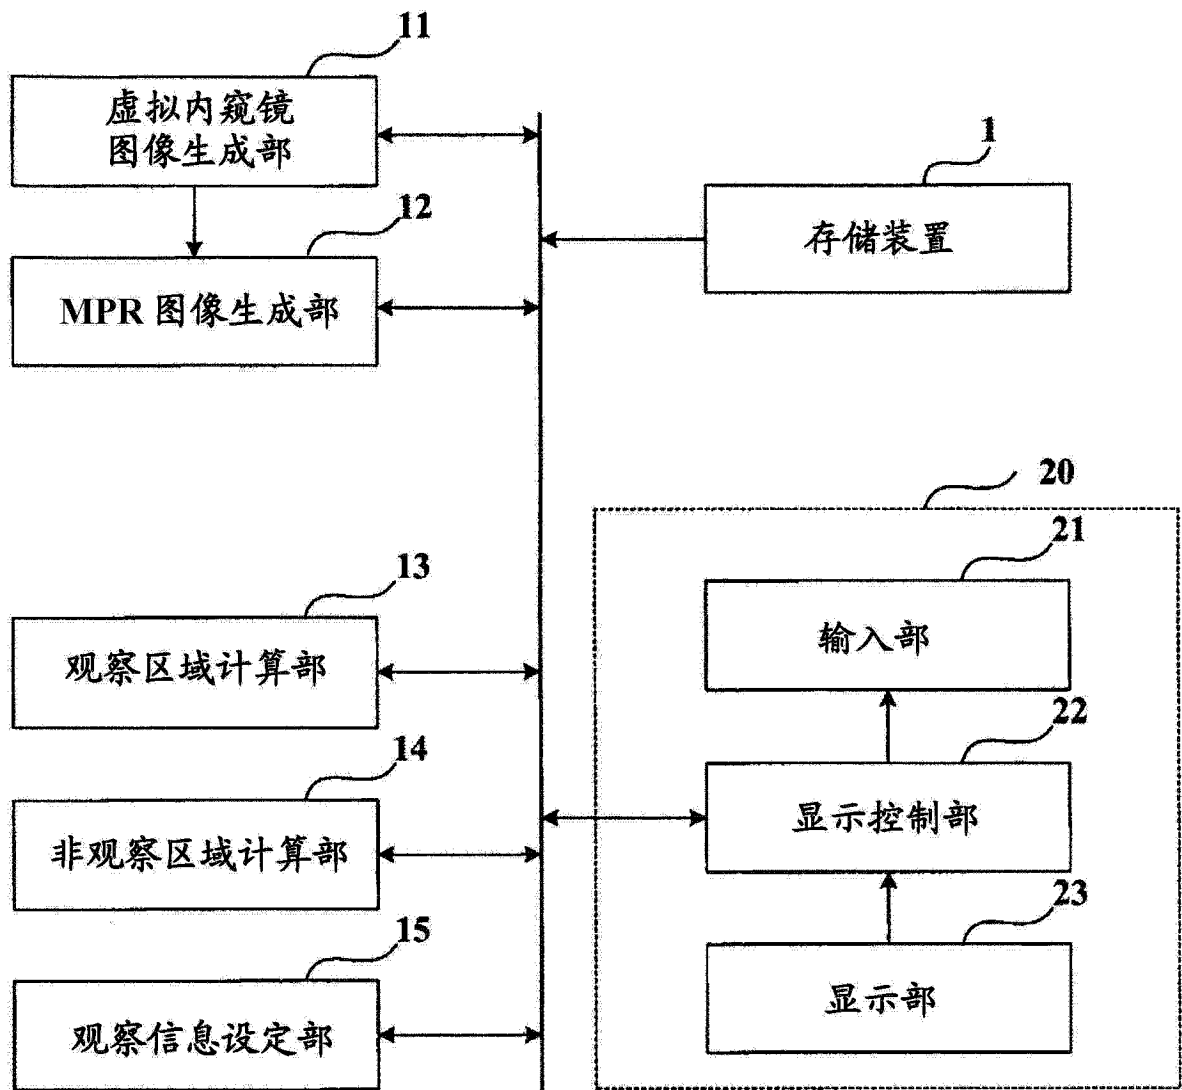 11
虚拟内窥镜
图像生成部
12
MPR 图像生成部
1
存储装置
13
观察区域计算部
14
非观察区域计算部
15
观察信息设定部
20
21
输入部
22
显示控制部
23
显示部